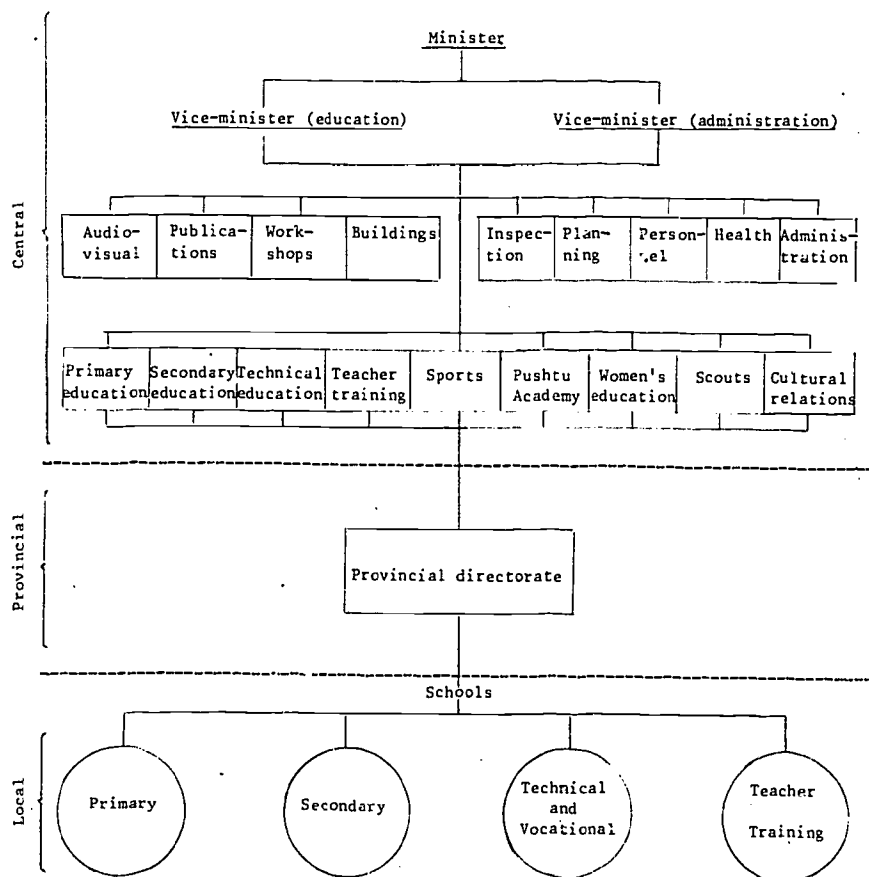 Minister
Vice-minister (education)
Vice-minister (administration)
Central
Audio-
visual
Publica-
tions
Work-
shops
Buildings
Inspec-
tion
Plan-
ning
Person-
nel
Health
Adminis-
tration
Primary
education
Secondary
education
Technical
education
Teacher
training
Sports
Pushtu
Academy
Women's
education
Scouts
Cultural
relations
Provincial
Provincial directorate
Schools
Local
Primary
Secondary
Technical
and
Vocational
Teacher
Training